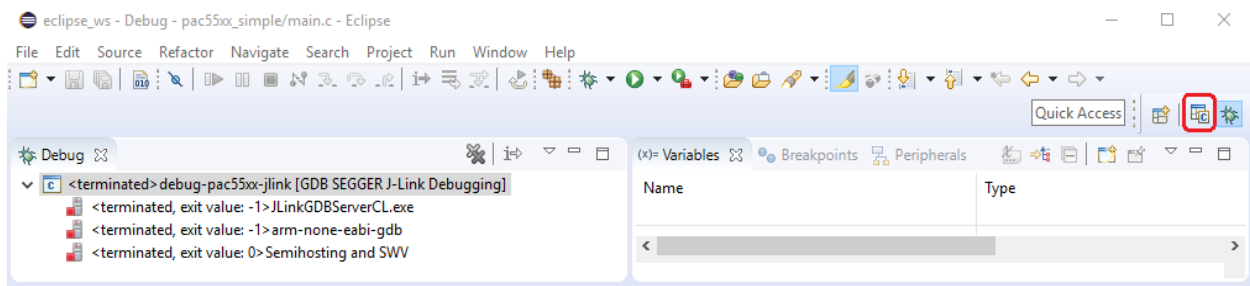 eclipse_ws - Debug - pac55xx_simple/main.c - Eclipse
File Edit Source Refactor Navigate Search Project Run Window Help
010
Quick Access
C
Debug
(x)= Variables Breakpoints Peripherals
<terminated>debug-pac55xx-jlink [GDB SEGGER J-Link Debugging]
<terminated, exit value: -1>JLinkGDBServerCL.exe
<terminated, exit value: -1>arm-none-eabi-gdb
<terminated, exit value: 0>Semihosting and SWV
Name Type